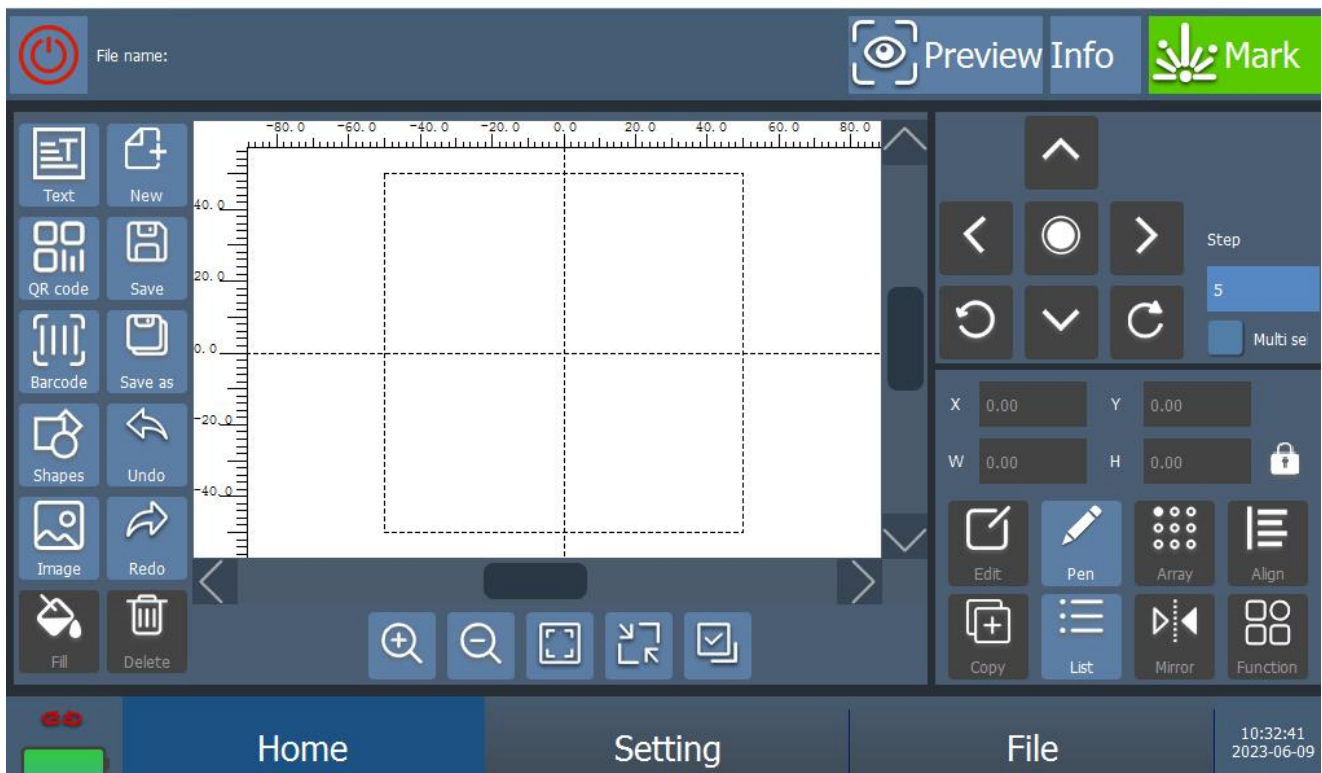 File name:
Preview
Info
Mark
Text
New
QR code
Save
Barcode
Save as
Shapes
Undo
Image
Redo
Fill
Delete
-80.0 -60.0 -40.0 -20.0 0.0 20.0 40.0 60.0 80.0
40.0
20.0
0.0
-20.0
-40.0
Step
5
Multi sel
X 0.00 Y 0.00
W 0.00 H 0.00
Edit
Pen
Array
Align
Copy
List
Mirror
Function
Home
Setting
File
10:32:41
2023-06-09